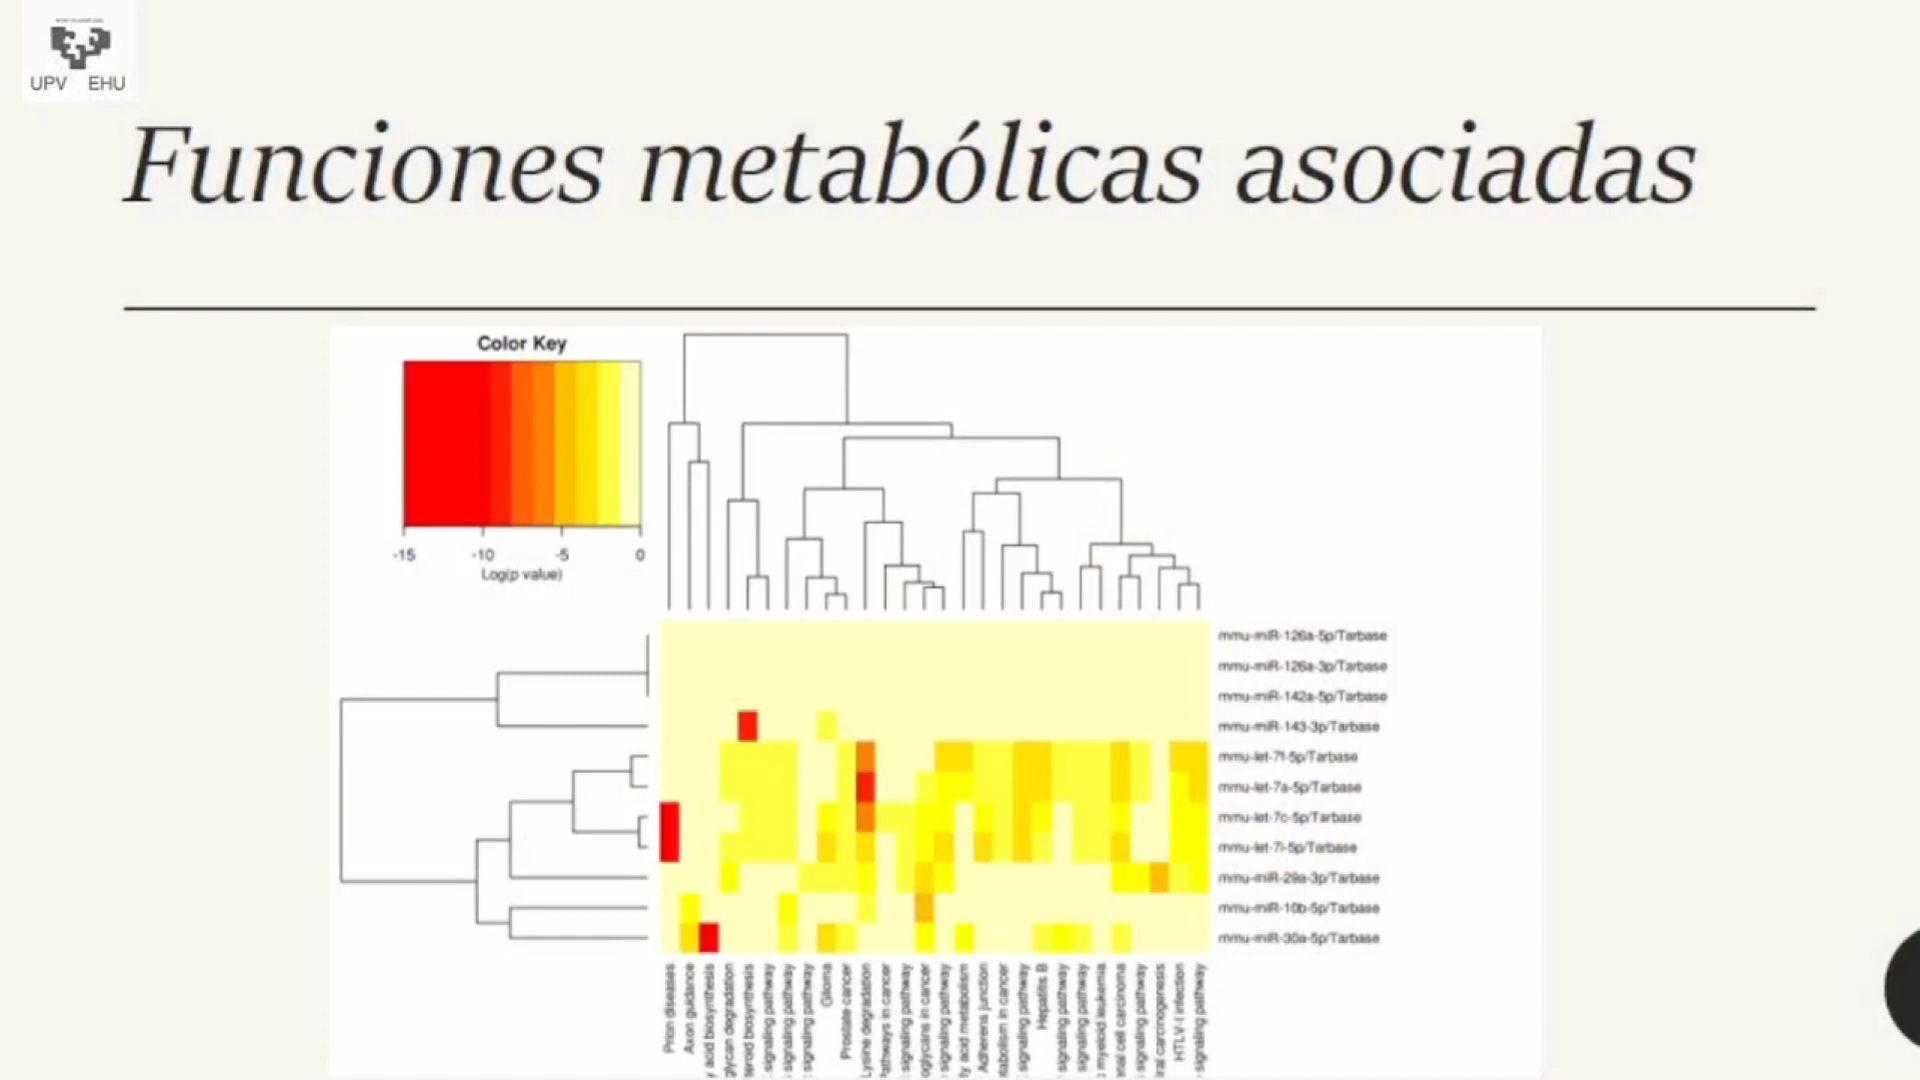 UPV EHU
Funciones metabólicas asociadas
Color Key
-15 -10 -5 0
Log(p value)
mmu-miR-126a-5p/Tarbase
mmu-miR-126a-3p/Tarbase
mmu-miR-142a-5p/Tarbase
mmu-miR-143-3p/Tarbase
mmu-let-7f-5p/Tarbase
mmu-let-7a-5p/Tarbase
mmu-let-7c-5p/Tarbase
mmu-let-7i-5p/Tarbase
mmu-miR-29a-3p/Tarbase
mmu-miR-10b-5p/Tarbase
mmu-miR-30a-5p/Tarbase
Prion diseases
Axon guidance
acid biosynthesis
glycan degradation
teroid biosynthesis
signaling pathway
signaling pathway
signaling pathway
Glioma
Prostate cancer
Lysine degradation
athways in cancer
signaling pathway
oglycans in cancer
signaling pathway
ty acid metabolism
Adherens junction
tabolism in cancer
signaling pathway
Hepatitis B
signaling pathway
signaling pathway
myeloid leukemia
nal cell carcinoma
signaling pathway
iral carcinogenesis
HTLV-I infection
signaling pathway